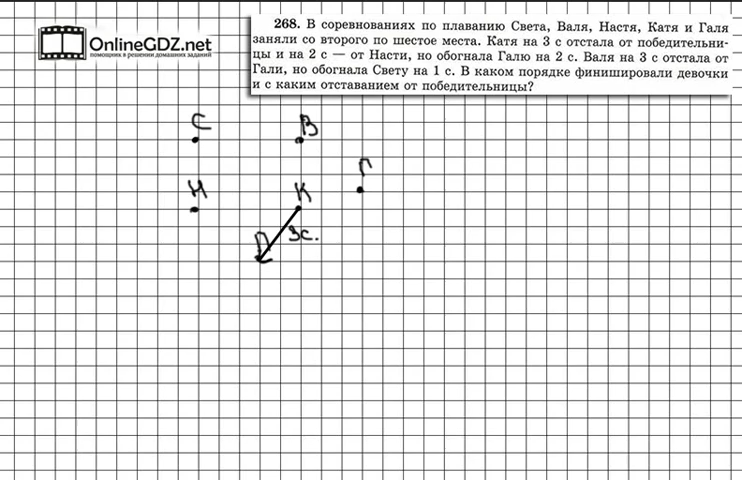 OnlineGDZ.net
помощник в решении домашних заданий
268. В соревнованиях по плаванию Света, Валя, Настя, Катя и Галя
заняли со второго по шестое места. Катя на 3 с отстала от победительни-
цы и на 2 с — от Насти, но обогнала Галю на 2 с. Валя на 3 с отстала от
Гали, но обогнала Свету на 1 с. В каком порядке финишировали девочки
и с каким отставанием от победительницы?
С В
Г
Н К
П 3с.